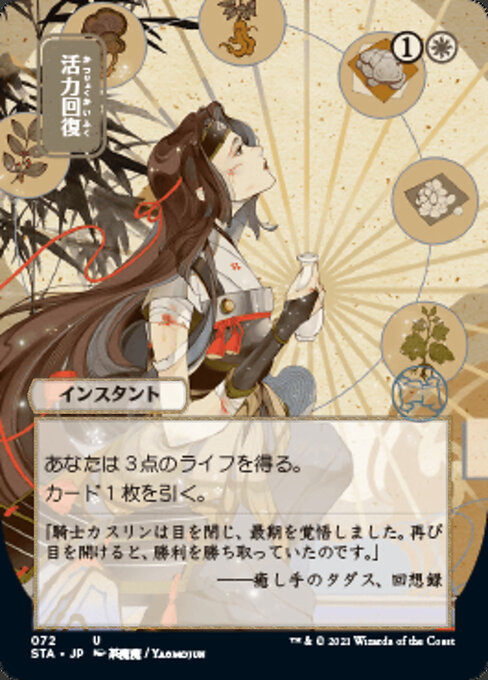 1
かつりょくかいふく
活力回復
インスタント
あなたは3点のライフを得る。
カード1枚を引く。
「騎士カスリンは目を閉じ、最期を覚悟しました。再び
目を開けると、勝利を勝ち取っていたのです。」
――癒し手のタダス、回想録
072 U
STA • JP 茶魔魔 / Yaomojun
™ & © 2021 Wizards of the Coast